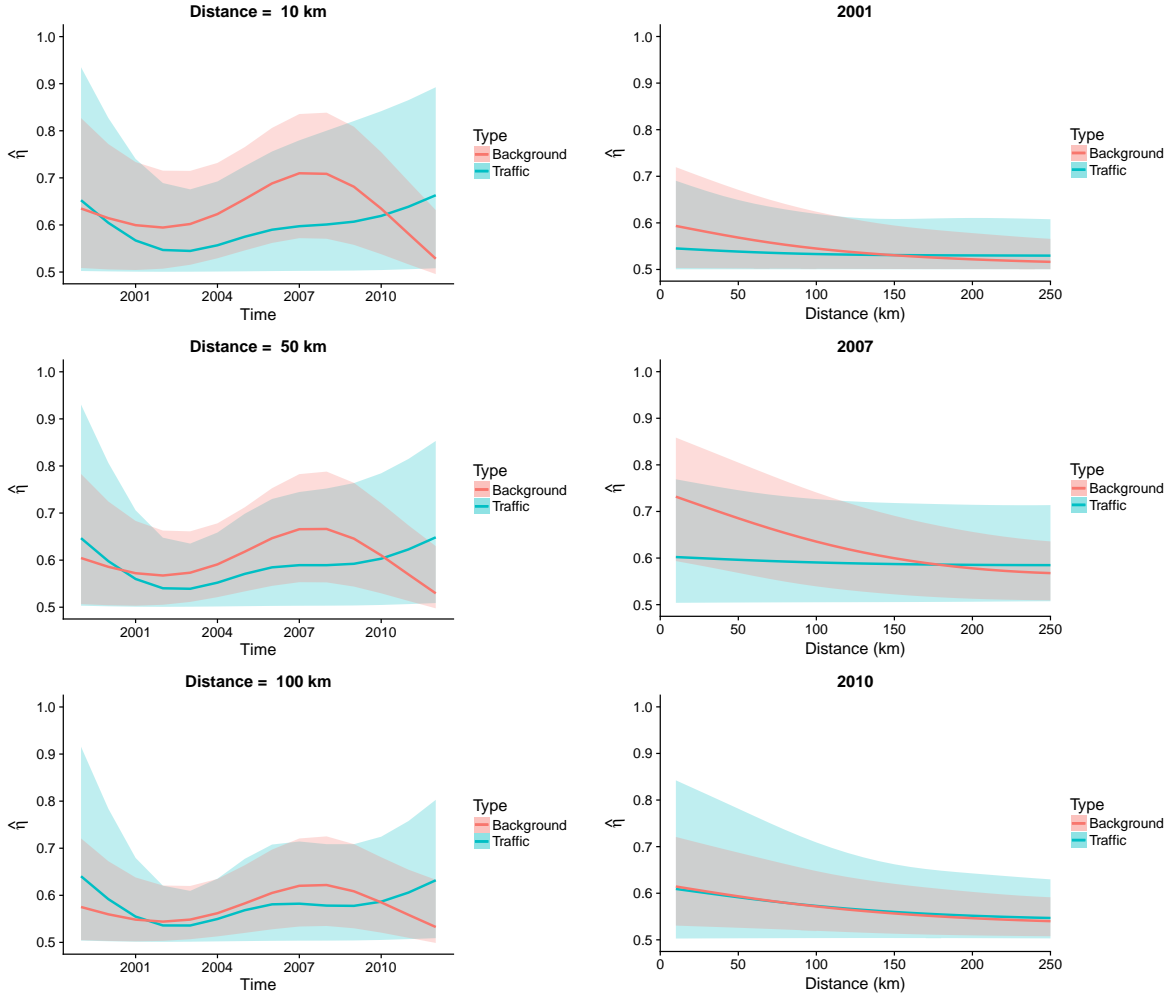 Distance = 10 km
1.0
0.9
0.8
0.7
0.6
0.5
η̂
2001
2004
2007
2010
Time
Type
Background
Traffic
2001
1.0
0.9
0.8
0.7
0.6
0.5
η̂
0
50
100
150
200
250
Distance (km)
Type
Background
Traffic
Distance = 50 km
1.0
0.9
0.8
0.7
0.6
0.5
η̂
2001
2004
2007
2010
Time
Type
Background
Traffic
2007
1.0
0.9
0.8
0.7
0.6
0.5
η̂
0
50
100
150
200
250
Distance (km)
Type
Background
Traffic
Distance = 100 km
1.0
0.9
0.8
0.7
0.6
0.5
η̂
2001
2004
2007
2010
Time
Type
Background
Traffic
2010
1.0
0.9
0.8
0.7
0.6
0.5
η̂
0
50
100
150
200
250
Distance (km)
Type
Background
Traffic